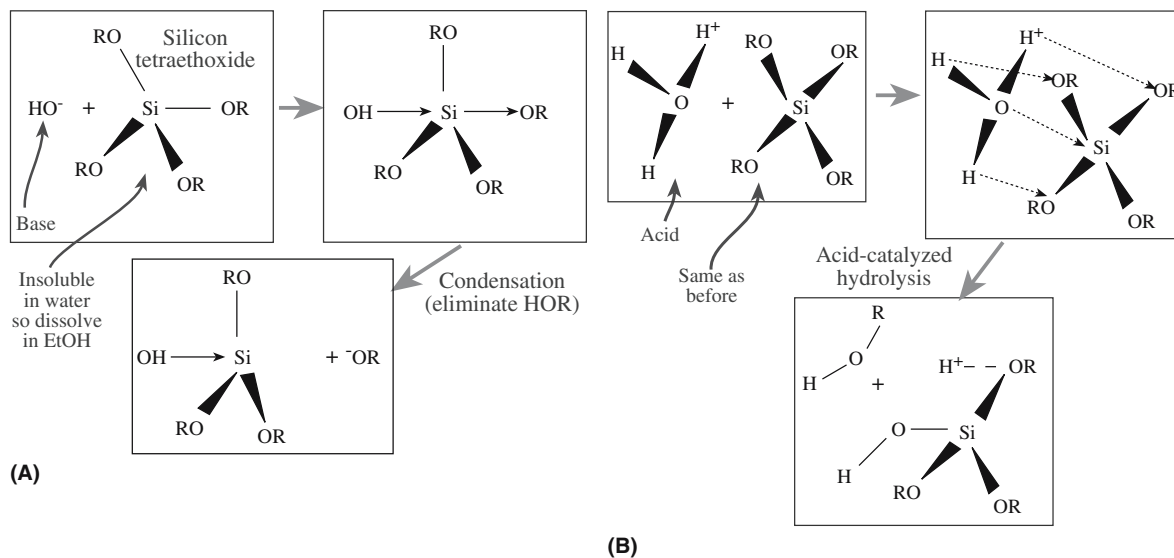 RO
Silicon
tetraethoxide
HO⁻ + Si OR
RO
OR
Base
Insoluble
in water
so dissolve
in EtOH
RO
OH Si OR
RO
OR
Condensation
(eliminate HOR)
RO
OH Si + ⁻OR
RO
OR
(A)
H H⁺
O
H
+
RO OR
Si
RO OR
Acid
Same as
before
H H⁺
O
H
OR OR
Si
RO OR
Acid-catalyzed
hydrolysis
R
O
H
+
H⁺ OR
O Si
H
RO OR
(B)